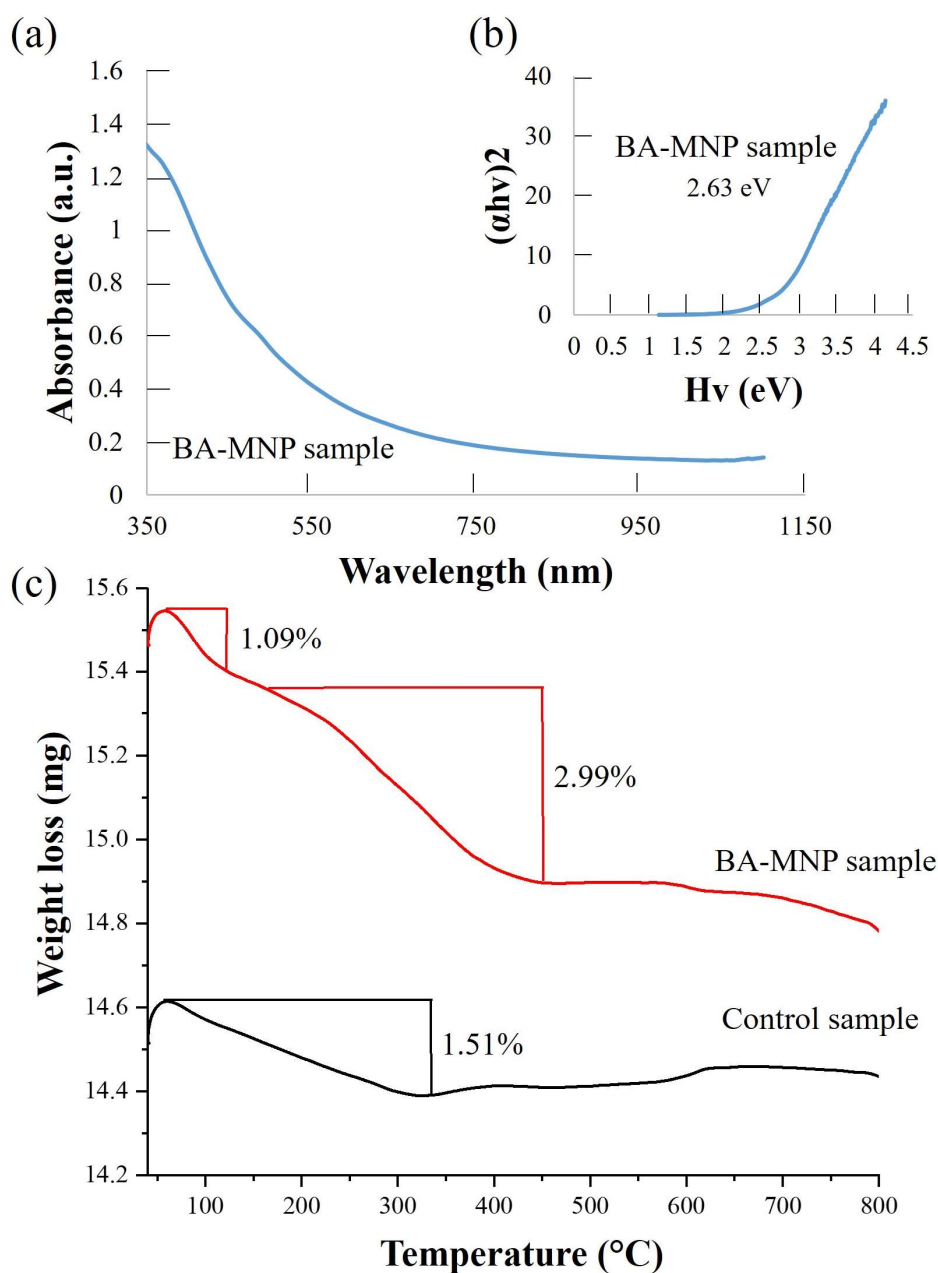 (a)
1.6
1.4
1.2
1
0.8
0.6
0.4
0.2
0
Absorbance (a.u.)
BA-MNP sample
350 550 750 950 1150
Wavelength (nm)
(b)
40
30
20
10
0
(αhv)2
BA-MNP sample
2.63 eV
0 0.5 1 1.5 2 2.5 3 3.5 4 4.5
Hv (eV)
(c)
15.6
15.4
15.2
15.0
14.8
14.6
14.4
14.2
Weight loss (mg)
1.09%
2.99%
BA-MNP sample
Control sample
1.51%
100 200 300 400 500 600 700 800
Temperature (°C)